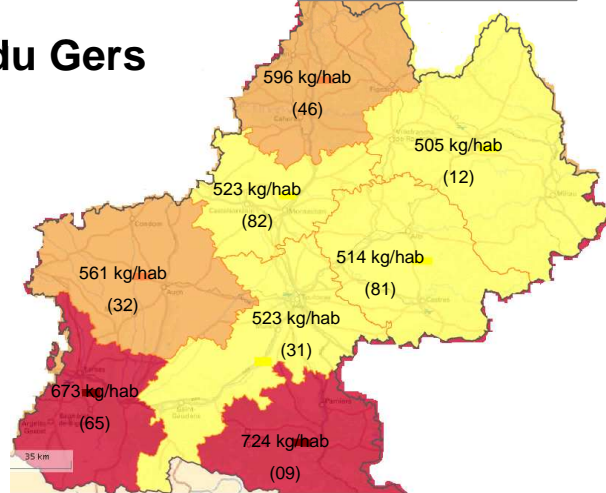 du Gers
596 kg/hab
(46)
505 kg/hab
(12)
523 kg/hab
(82)
514 kg/hab
(81)
561 kg/hab
(32)
523 kg/hab
(31)
673 kg/hab
(65)
724 kg/hab
(09)
35 km